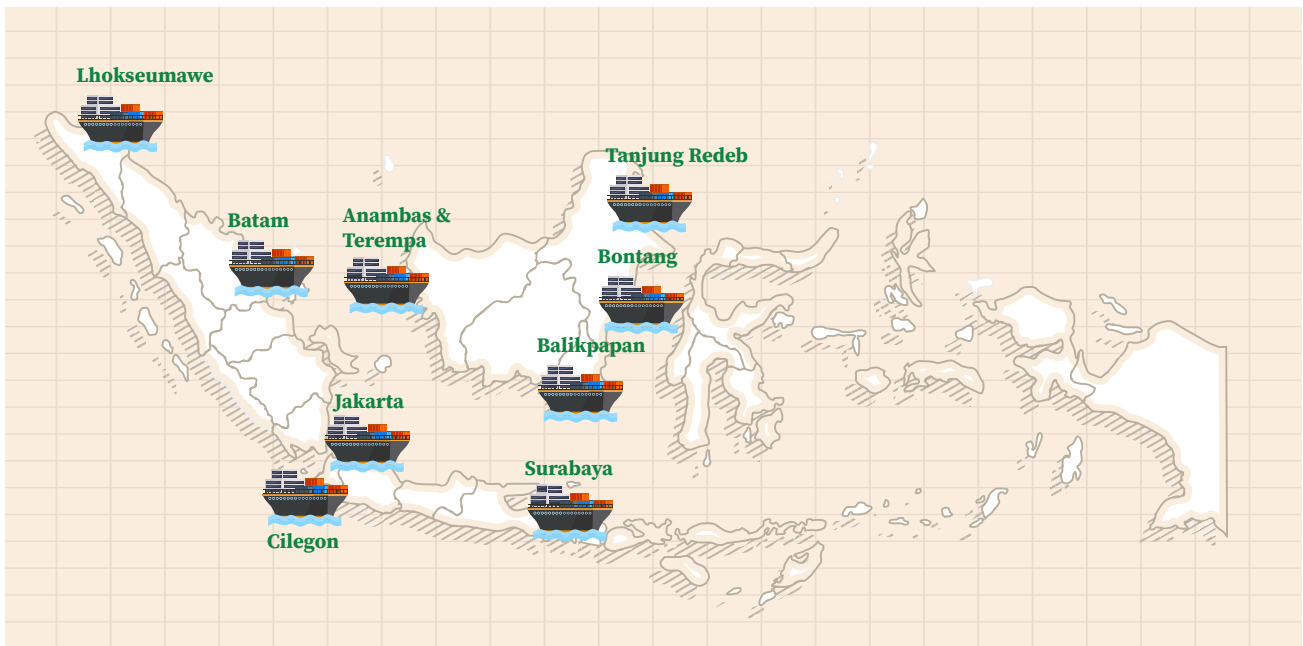 Lhokseumawe
Tanjung Redeb
Batam
Anambas &
Terempa
Bontang
Balikpapan
Jakarta
Surabaya
Cilegon